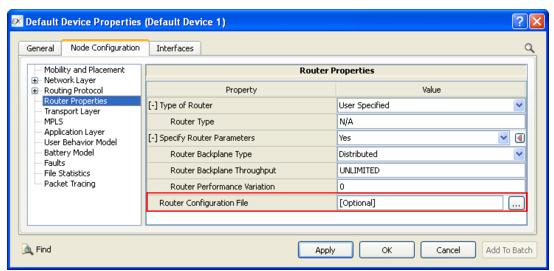 Default Device Properties (Default Device 1)
General
Node Configuration
Interfaces
Mobility and Placement
Network Layer
Routing Protocol
Router Properties
Transport Layer
MPLS
Application Layer
User Behavior Model
Battery Model
Faults
File Statistics
Packet Tracing
Router Properties
Property Value
[-] Type of Router User Specified
Router Type N/A
[-] Specify Router Parameters Yes
Router Backplane Type Distributed
Router Backplane Throughput UNLIMITED
Router Performance Variation 0
Router Configuration File [Optional] ...
Find
Apply
OK
Cancel
Add To Batch